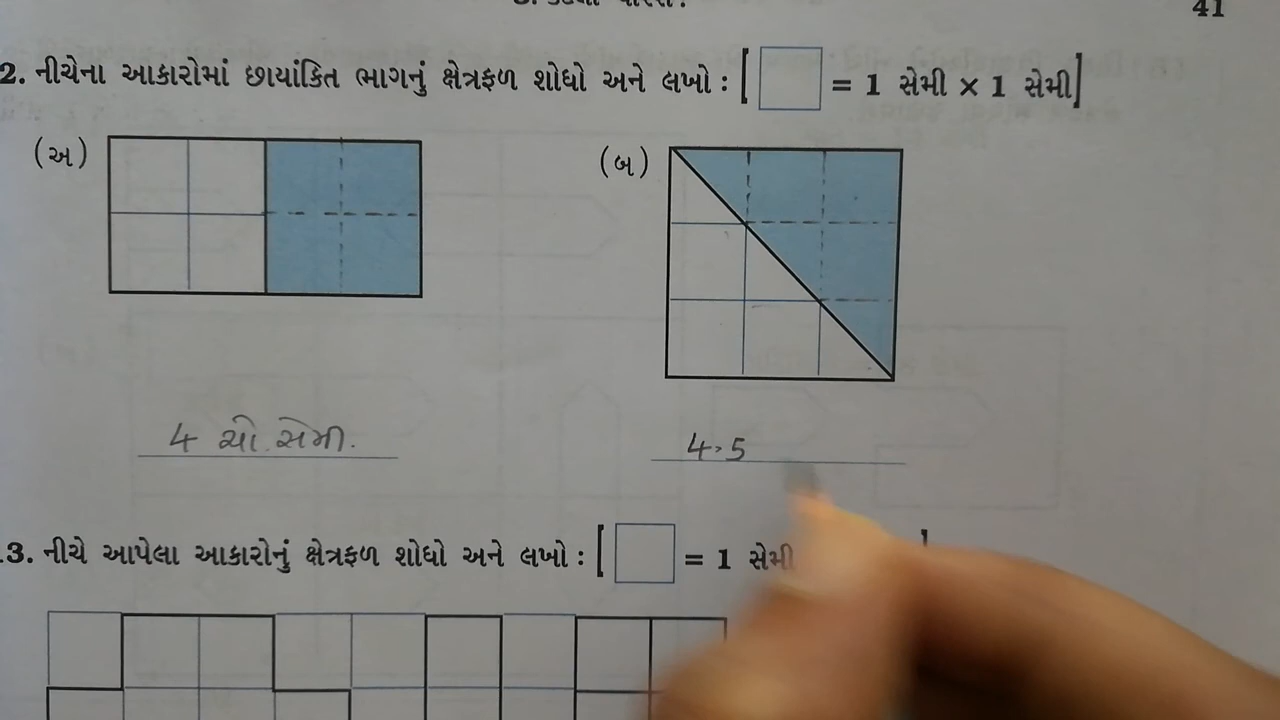 41
2. નીચેના આકારોમાં છાયાંકિત ભાગનું ક્ષેત્રફળ શોધો અને લખો : [ = 1 સેમી × 1 સેમી]
(અ) (બ)
4 ચો.સેમી. 4.5
.3. નીચે આપેલા આકારોનું ક્ષેત્રફળ શોધો અને લખો : [ = 1 સેમી ]